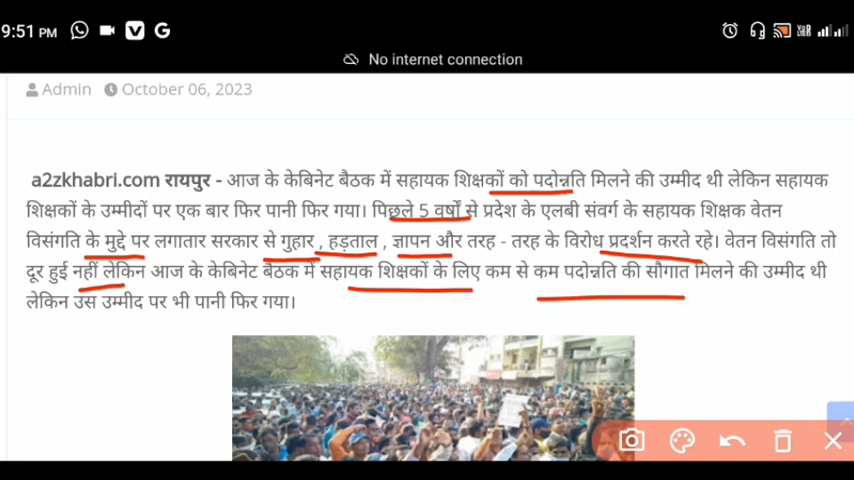 9:51 PM
No internet connection
Admin October 06, 2023
a2zkhabri.com रायपुर - आज के केबिनेट बैठक में सहायक शिक्षकों को पदोन्नति मिलने की उम्मीद थी लेकिन सहायक
शिक्षकों के उम्मीदों पर एक बार फिर पानी फिर गया। पिछले 5 वर्षों से प्रदेश के एलबी संवर्ग के सहायक शिक्षक वेतन
विसंगति के मुद्दे पर लगातार सरकार से गुहार , हड़ताल , ज्ञापन और तरह - तरह के विरोध प्रदर्शन करते रहे। वेतन विसंगति तो
दूर हुई नहीं लेकिन आज के केबिनेट बैठक में सहायक शिक्षकों के लिए कम से कम पदोन्नति की सौगात मिलने की उम्मीद थी
लेकिन उस उम्मीद पर भी पानी फिर गया।